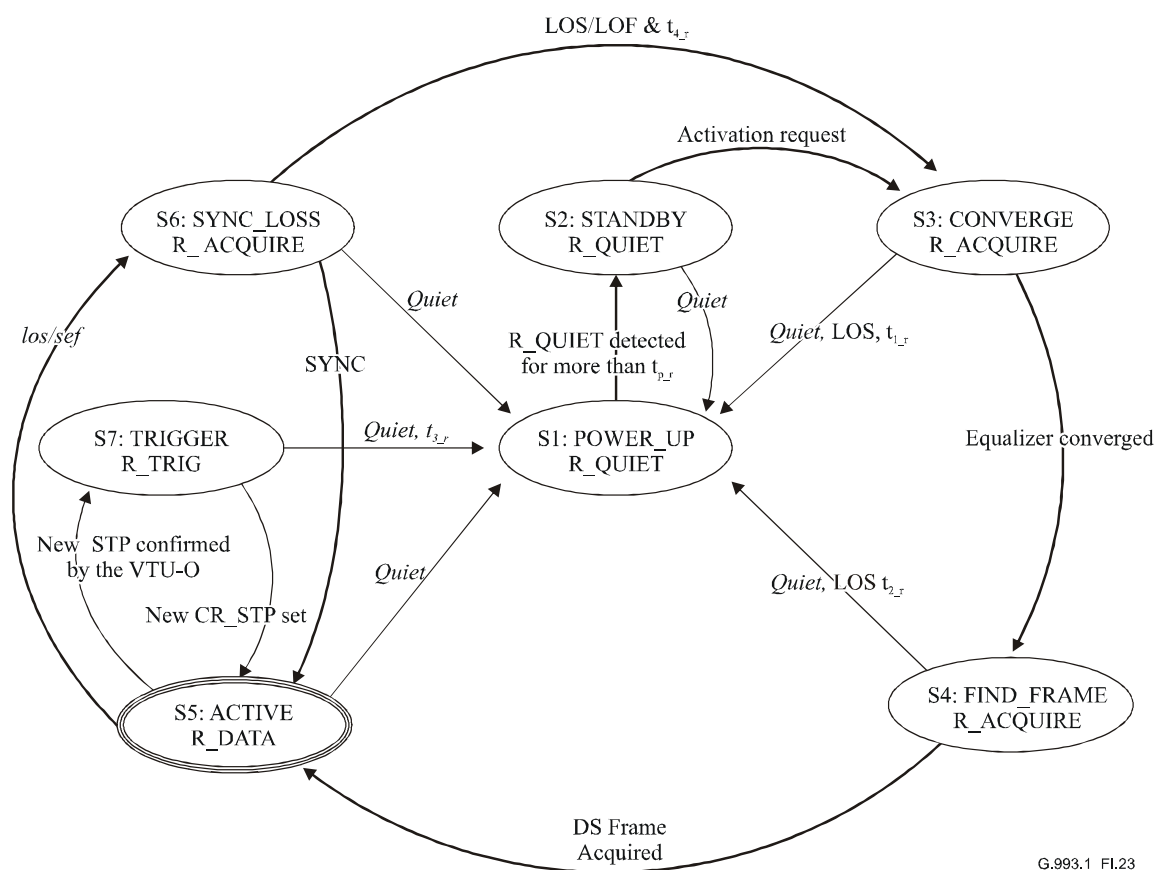 LOS/LOF & t4_r
Activation request
S6: SYNC_LOSS
R_ACQUIRE
S2: STANDBY
R_QUIET
S3: CONVERGE
R_ACQUIRE
Quiet
Quiet
los/sef
SYNC
R_QUIET detected
for more than tp_r
Quiet, LOS, t1_r
S7: TRIGGER
R_TRIG
Quiet, t3_r
S1: POWER_UP
R_QUIET
Equalizer converged
New STP confirmed
by the VTU-O
Quiet
Quiet, LOS t2_r
New CR_STP set
S5: ACTIVE
R_DATA
S4: FIND_FRAME
R_ACQUIRE
DS Frame
Acquired
G.993.1 FI.23